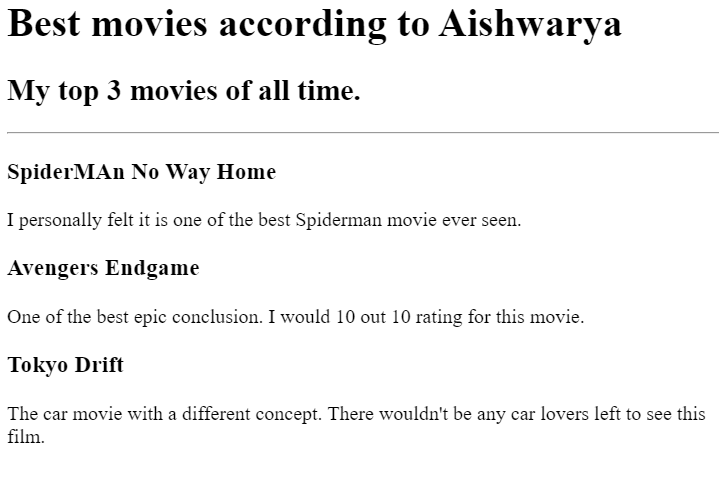 Best movies according to Aishwarya
My top 3 movies of all time.
SpiderMAn No Way Home
I personally felt it is one of the best Spiderman movie ever seen.
Avengers Endgame
One of the best epic conclusion. I would 10 out 10 rating for this movie.
Tokyo Drift
The car movie with a different concept. There wouldn't be any car lovers left to see this
film.